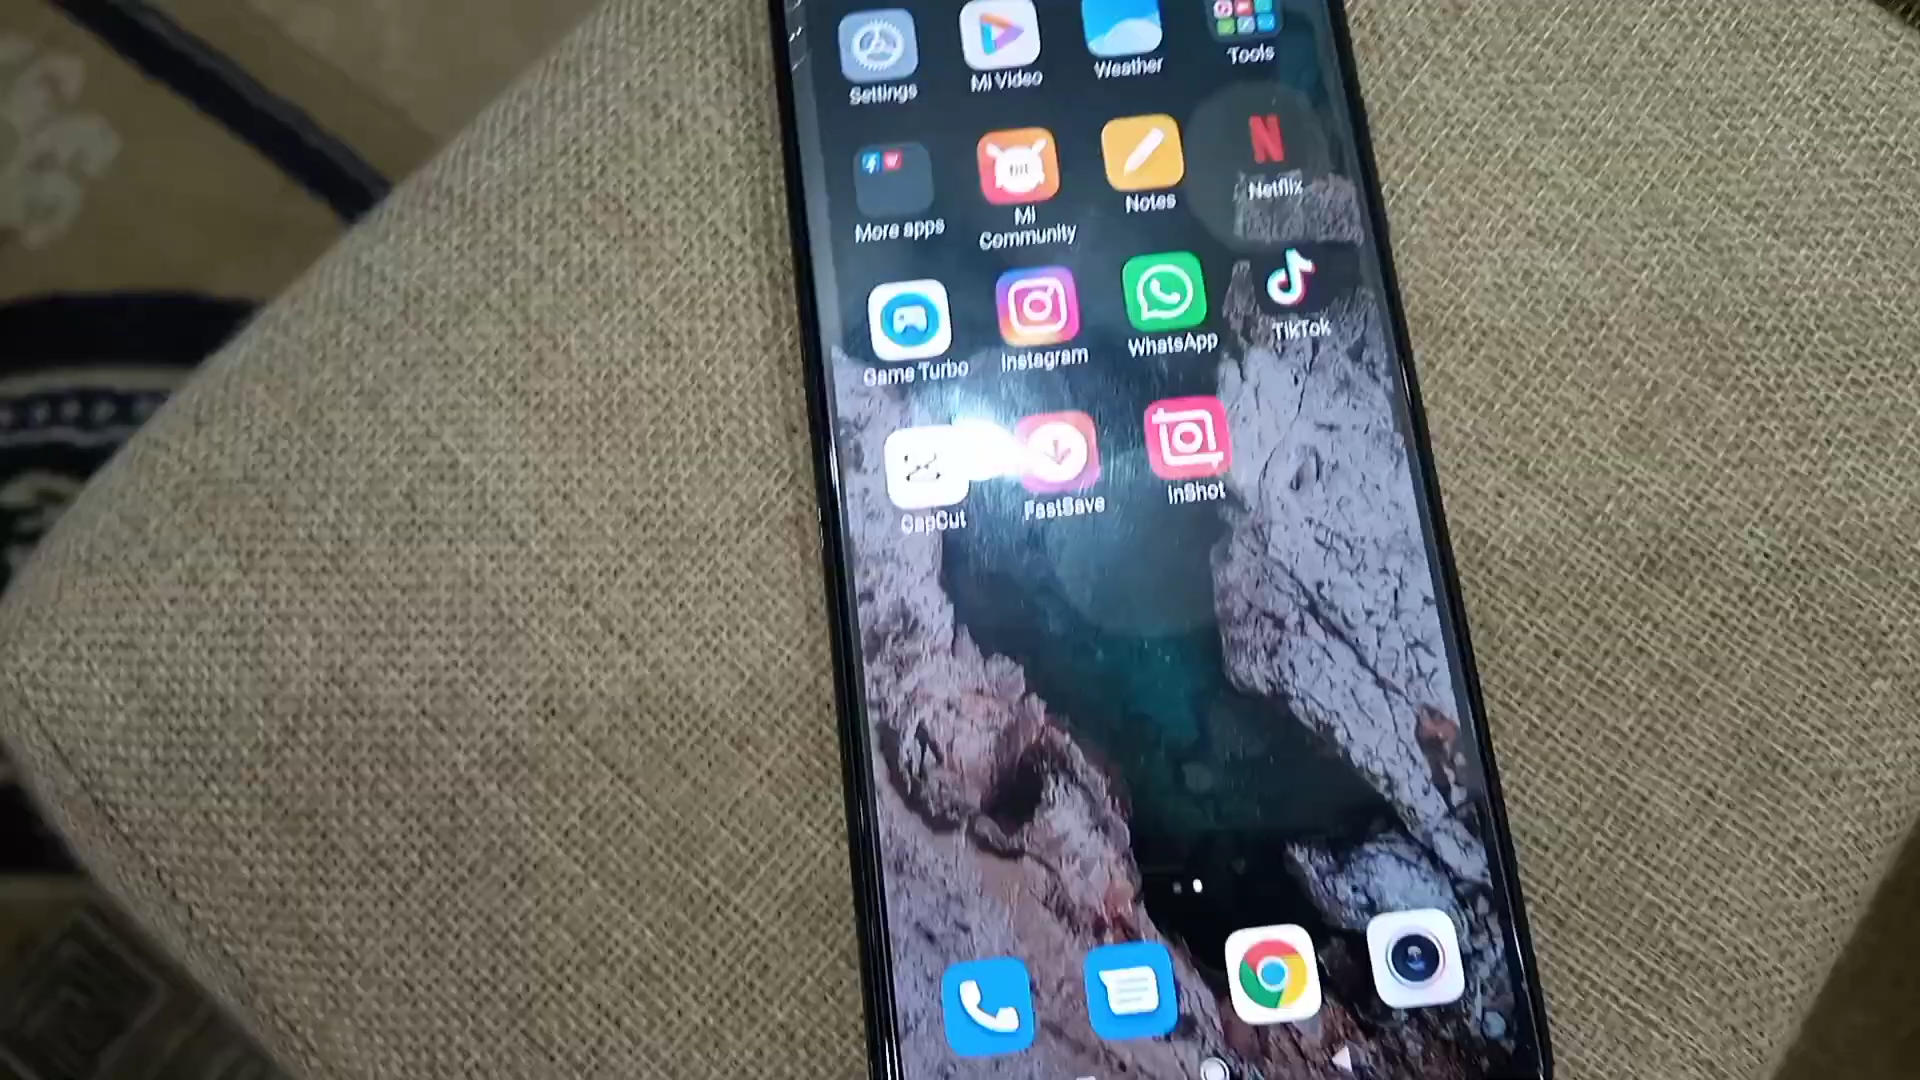 Settings
Mi Video
Weather
Tools
More apps
Mi
Community
Notes
Netflix
Game Turbo
Instagram
WhatsApp
TikTok
CapCut
FastSave
InShot